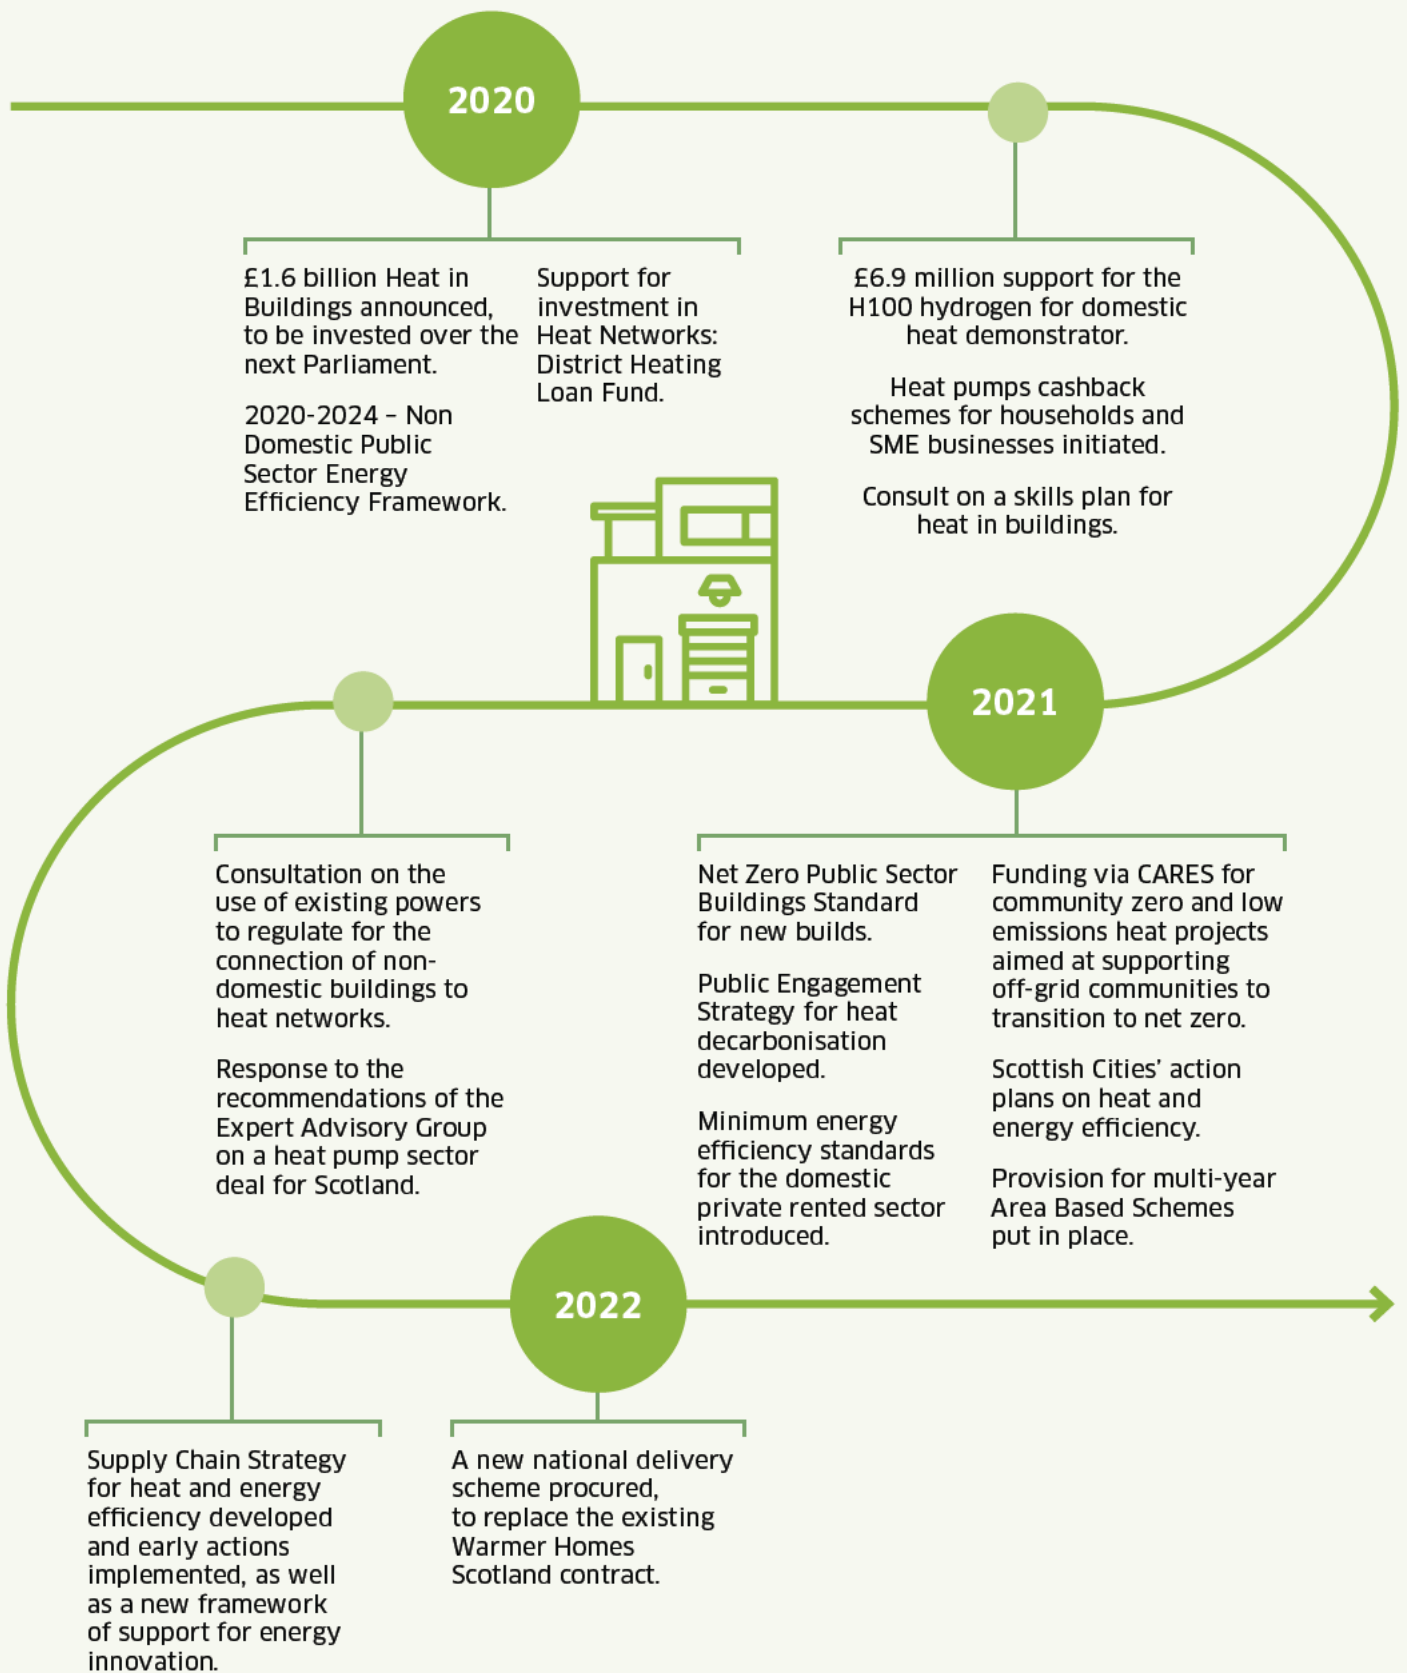 2020
£1.6 billion Heat in
Buildings announced,
to be invested over the
next Parliament.
2020-2024 – Non
Domestic Public
Sector Energy
Efficiency Framework.
Support for
investment in
Heat Networks:
District Heating
Loan Fund.
£6.9 million support for the
H100 hydrogen for domestic
heat demonstrator.
Heat pumps cashback
schemes for households and
SME businesses initiated.
Consult on a skills plan for
heat in buildings.
2021
Net Zero Public Sector
Buildings Standard
for new builds.
Public Engagement
Strategy for heat
decarbonisation
developed.
Minimum energy
efficiency standards
for the domestic
private rented sector
introduced.
Funding via CARES for
community zero and low
emissions heat projects
aimed at supporting
off-grid communities to
transition to net zero.
Scottish Cities’ action
plans on heat and
energy efficiency.
Provision for multi-year
Area Based Schemes
put in place.
Consultation on the
use of existing powers
to regulate for the
connection of non-
domestic buildings to
heat networks.
Response to the
recommendations of the
Expert Advisory Group
on a heat pump sector
deal for Scotland.
Supply Chain Strategy
for heat and energy
efficiency developed
and early actions
implemented, as well
as a new framework
of support for energy
innovation.
2022
A new national delivery
scheme procured,
to replace the existing
Warmer Homes
Scotland contract.